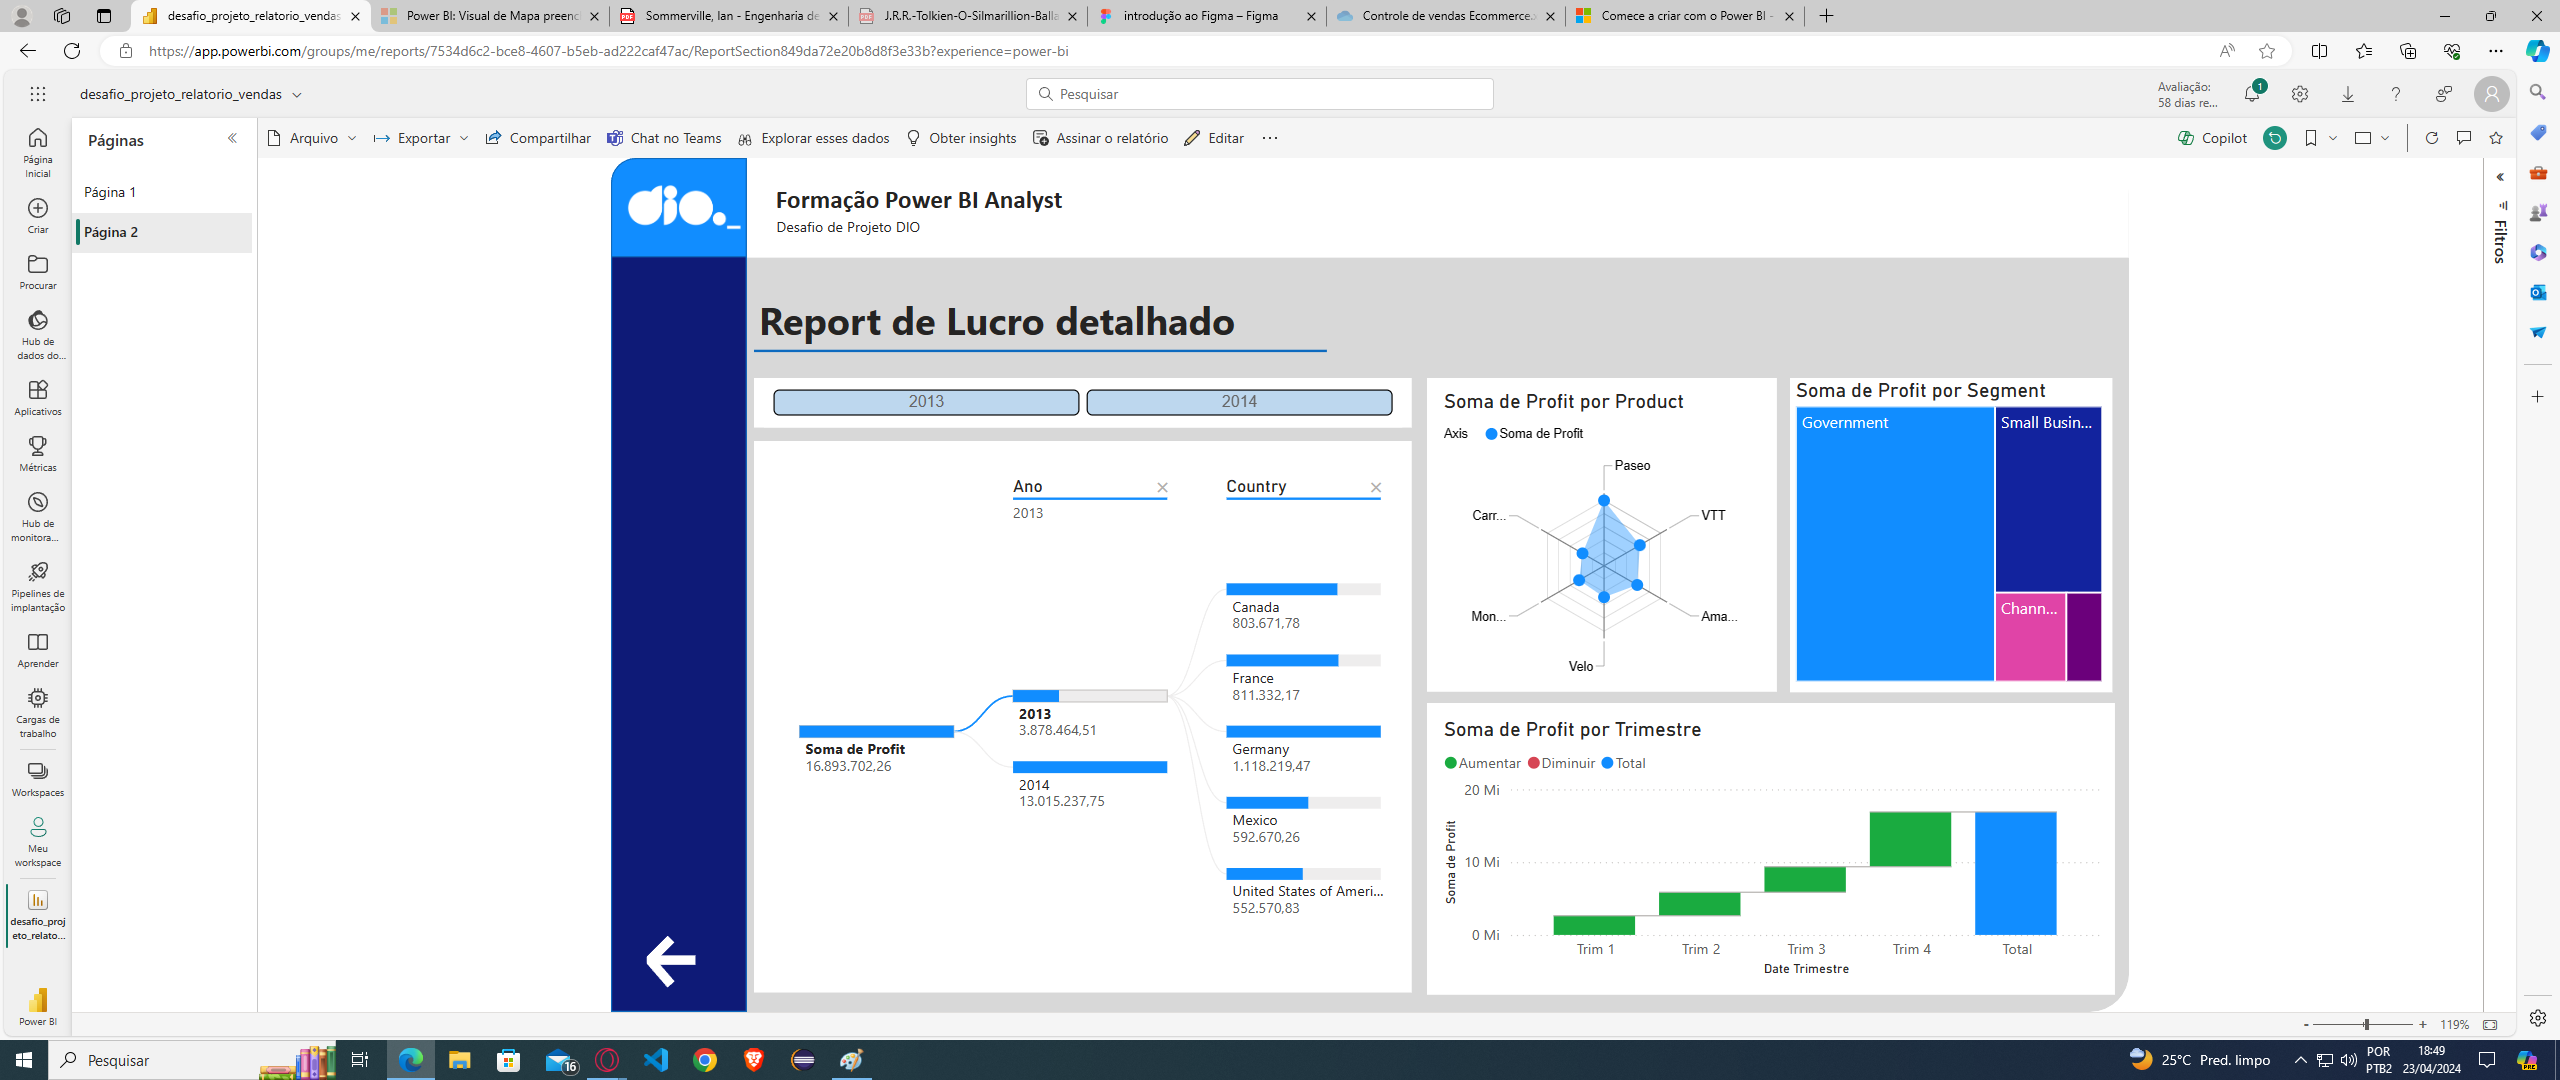 desafio_projeto_relatorio_vendas
Power BI: Visual de Mapa preenc
Sommerville, Ian - Engenharia de
J.R.R.-Tolkien-O-Silmarillion-Balla
introdução ao Figma – Figma
Controle de vendas Ecommerce.x
Comece a criar com o Power BI -
https://app.powerbi.com/groups/me/reports/7534d6c2-bce8-4607-b5eb-ad222caf47ac/ReportSection849da72e20b8d8f3e33b?experience=power-bi
desafio_projeto_relatorio_vendas
Pesquisar
Avaliação:
58 dias re...
1
Páginas
Arquivo
Exportar
Compartilhar
Chat no Teams
Explorar esses dados
Obter insights
Assinar o relatório
Editar
Copilot
Página 1
Página 2
Página
Inicial
Criar
Procurar
Hub de
dados do...
Aplicativos
Métricas
Hub de
monitora...
Pipelines de
implantação
Aprender
Cargas de
trabalho
Workspaces
Meu
workspace
desafio_proj
eto_relato...
Power BI
dio._
Formação Power BI Analyst
Desafio de Projeto DIO
Filtros
Report de Lucro detalhado
2013
2014
Ano
2013
Country
Soma de Profit
16.893.702,26
2013
3.878.464,51
2014
13.015.237,75
Canada
803.671,78
France
811.332,17
Germany
1.118.219,47
Mexico
592.670,26
United States of Ameri...
552.570,83
Soma de Profit por Product
Axis
Soma de Profit
Paseo
VTT
Ama...
Velo
Mon...
Carr...
Soma de Profit por Segment
Government
Small Busin...
Chann...
Soma de Profit por Trimestre
Aumentar
Diminuir
Total
20 Mi
10 Mi
0 Mi
Soma de Profit
Trim 1
Trim 2
Trim 3
Trim 4
Total
Date Trimestre
- + 119%
Pesquisar
16
25°C Pred. limpo
POR
PTB2
18:49
23/04/2024
PRE